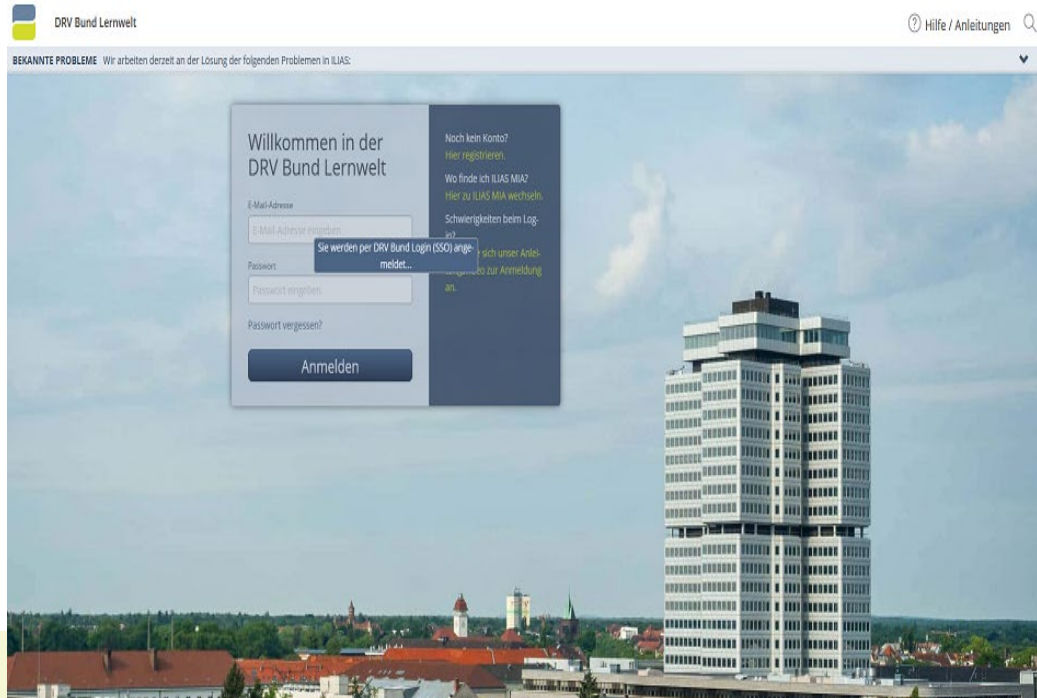 DRV Bund Lernwelt
Hilfe / Anleitungen
BEKANNTE PROBLEME Wir arbeiten derzeit an der Lösung der folgenden Problemen in ILIAS:
Willkommen in der
DRV Bund Lernwelt
E-Mail-Adresse
E-Mail-Adresse eingeben
Sie werden per DRV Bund Login (SSO) ange-
meldet...
Passwort
Passwort eingeben
Passwort vergessen?
Anmelden
Noch kein Konto?
Hier registrieren.
Wo finde ich ILIAS MIA?
Hier zu ILIAS MIA wechseln.
Schwierigkeiten beim Log-
in?
sich unser Anlei-
zur Anmeldung
an.